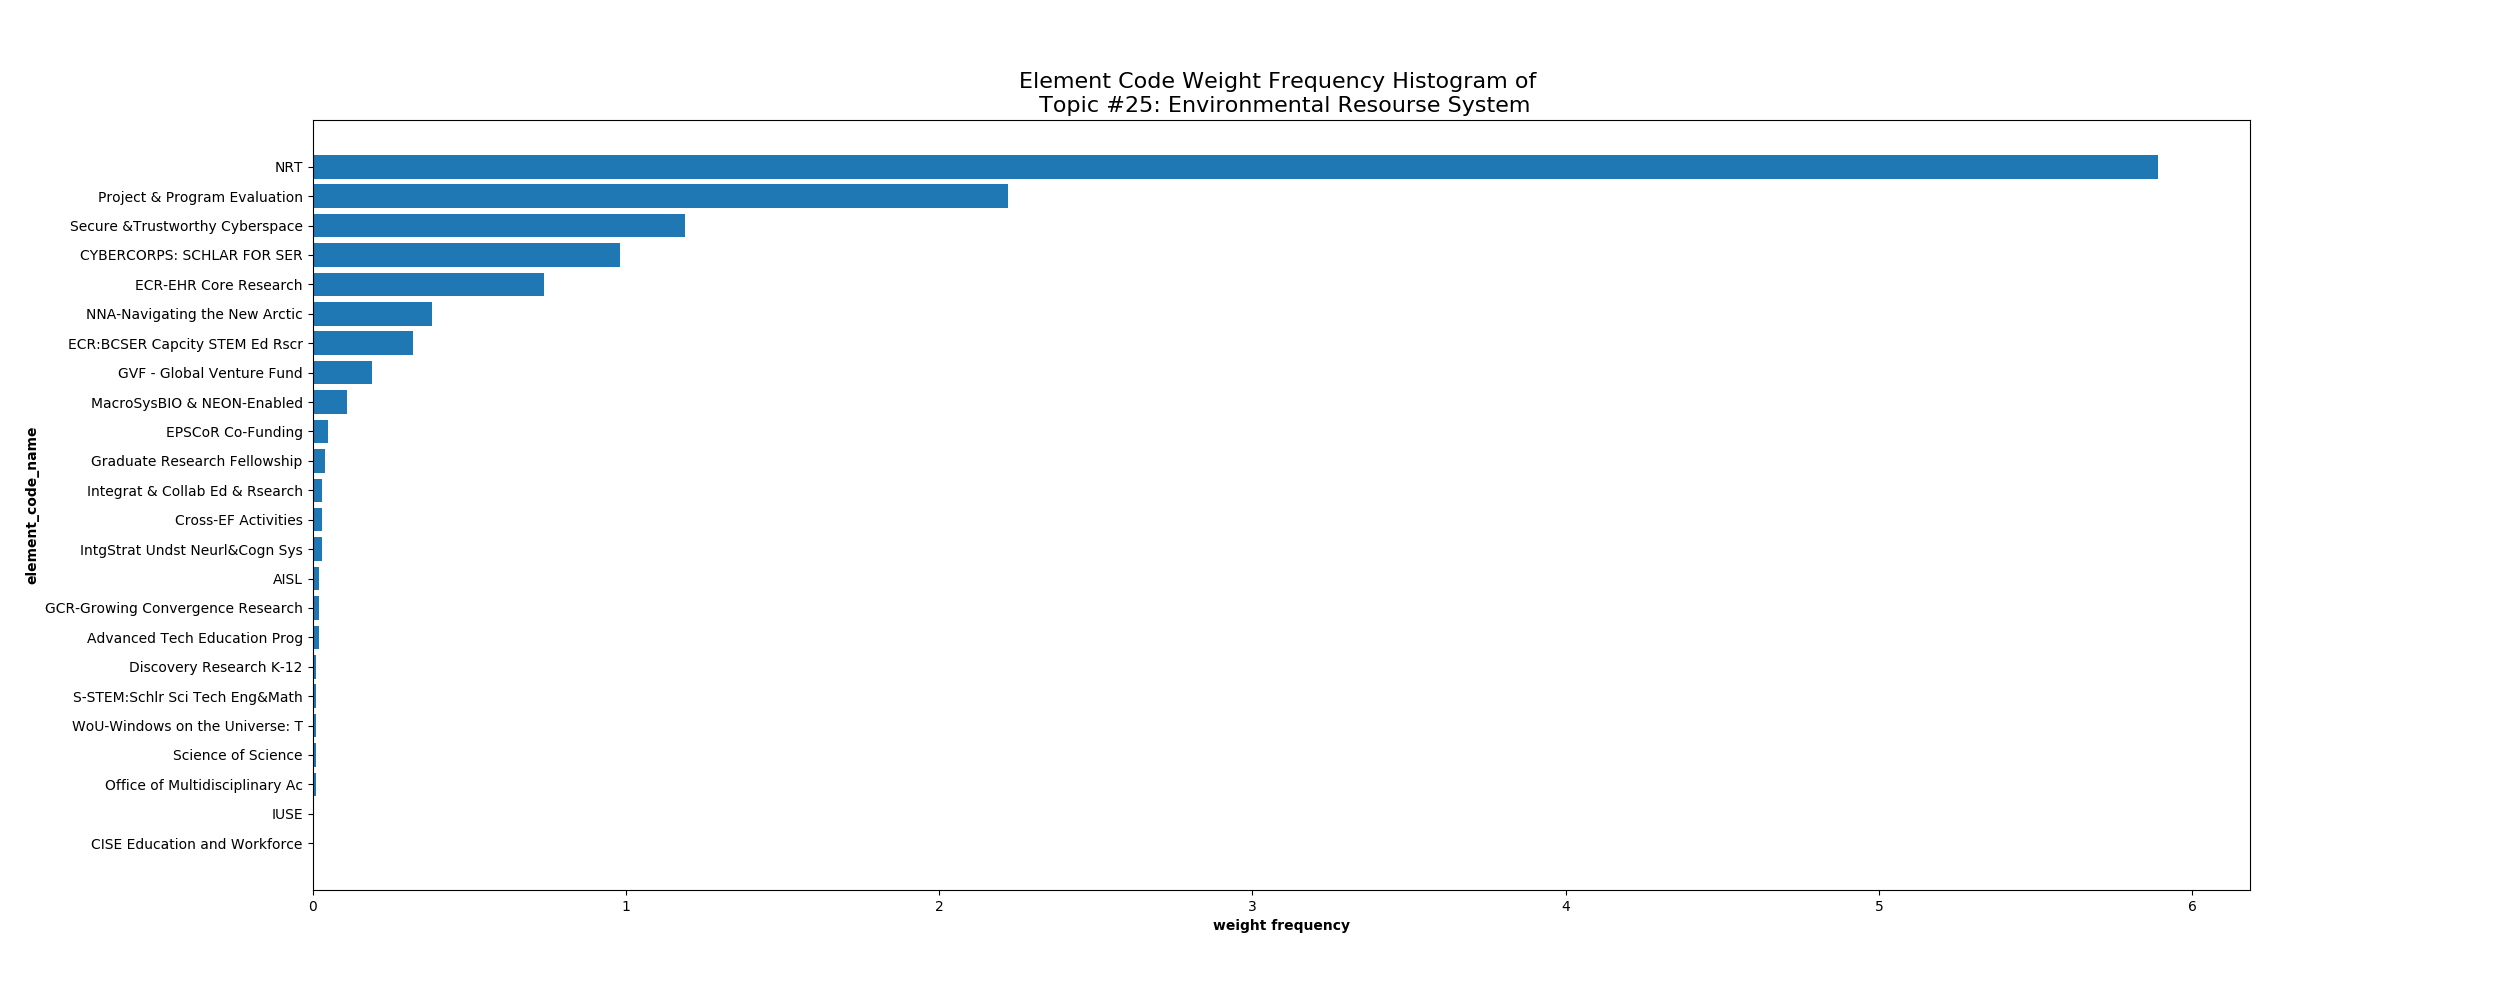 Element Code Weight Frequency Histogram of
Topic #25: Environmental Resourse System
NRT
Project & Program Evaluation
Secure &Trustworthy Cyberspace
CYBERCORPS: SCHLAR FOR SER
ECR-EHR Core Research
NNA-Navigating the New Arctic
ECR:BCSER Capcity STEM Ed Rscr
GVF - Global Venture Fund
MacroSysBIO & NEON-Enabled
EPSCoR Co-Funding
Graduate Research Fellowship
Integrat & Collab Ed & Rsearch
Cross-EF Activities
IntgStrat Undst Neurl&Cogn Sys
AISL
GCR-Growing Convergence Research
Advanced Tech Education Prog
Discovery Research K-12
S-STEM:Schlr Sci Tech Eng&Math
WoU-Windows on the Universe: T
Science of Science
Office of Multidisciplinary Ac
IUSE
CISE Education and Workforce
element_code_name
0 1 2 3 4 5 6
weight frequency